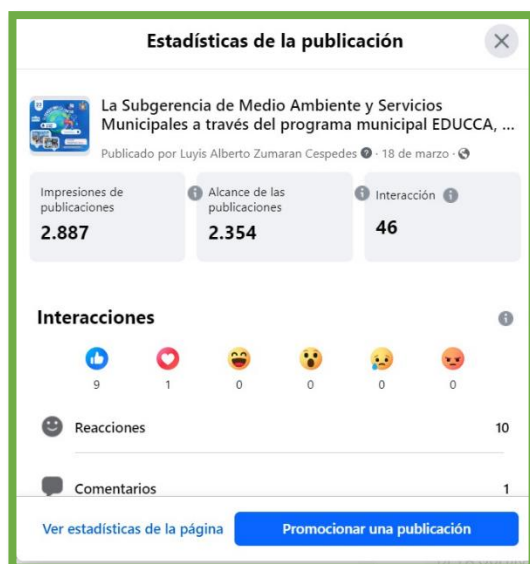 Estadísticas de la publicación
La Subgerencia de Medio Ambiente y Servicios
Municipales a través del programa municipal EDUCCA, ...
Publicado por Luyis Alberto Zumaran Cespedes · 18 de marzo ·
Impresiones de
publicaciones
2.887
Alcance de las
publicaciones
2.354
Interacción
46
Interacciones
9 1 0 0 0 0
Reacciones 10
Comentarios 1
Ver estadísticas de la página Promocionar una publicación